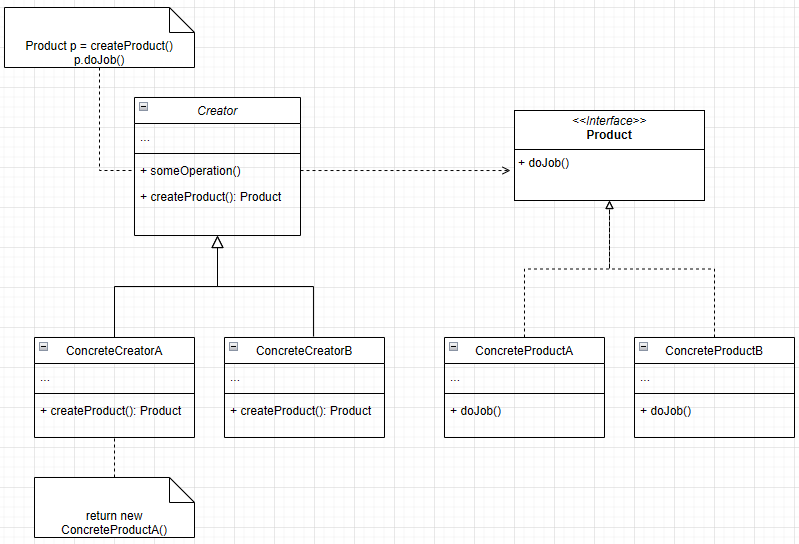 Product p = createProduct()
p.doJob()
Creator
...
+ someOperation()
+ createProduct(): Product
<<Interface>>
Product
+ doJob()
ConcreteCreatorA
...
+ createProduct(): Product
ConcreteCreatorB
...
+ createProduct(): Product
ConcreteProductA
...
+ doJob()
ConcreteProductB
...
+ doJob()
return new
ConcreteProductA()